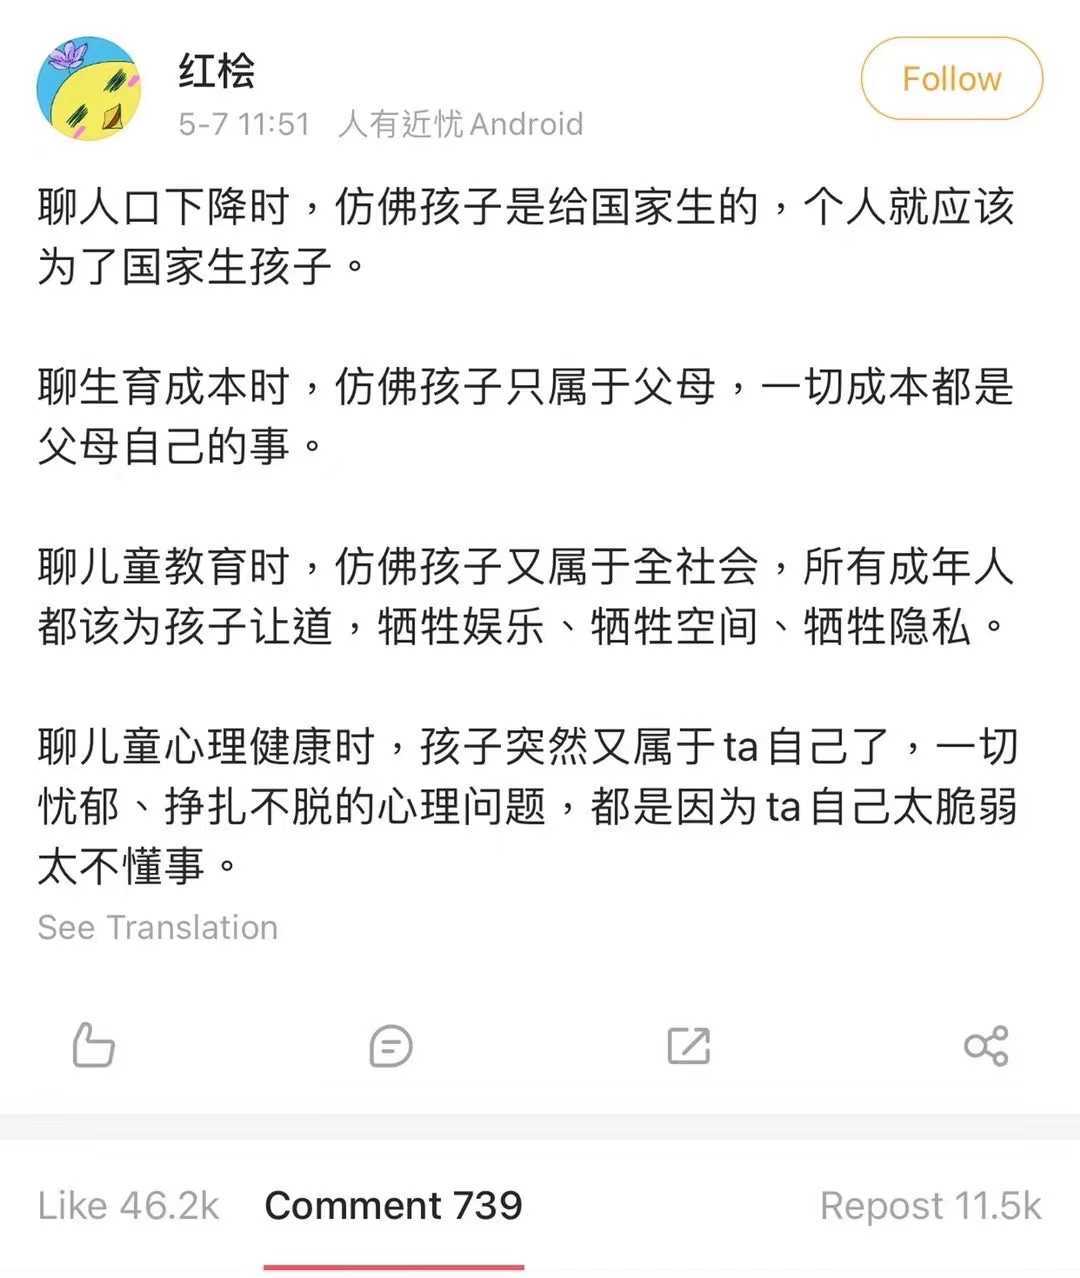 红桧
Follow
5-7 11:51 人有近忧Android
聊人口下降时，仿佛孩子是给国家生的，个人就应该
为了国家生孩子。
聊生育成本时，仿佛孩子只属于父母，一切成本都是
父母自己的事。
聊儿童教育时，仿佛孩子又属于全社会，所有成年人
都该为孩子让道，牺牲娱乐、牺牲空间、牺牲隐私。
聊儿童心理健康时，孩子突然又属于ta自己了，一切
忧郁、挣扎不脱的心理问题，都是因为ta自己太脆弱
太不懂事。
See Translation
Like 46.2k Comment 739 Repost 11.5k